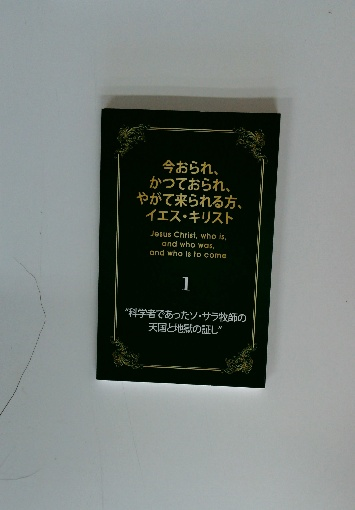 今おられ、
かつておられ、
やがて来られる方、
イエス・キリスト
Jesus Christ, who is,
and who was,
and who is to come
1
"科学者であったソ・サラ牧師の
天国と地獄の証し"